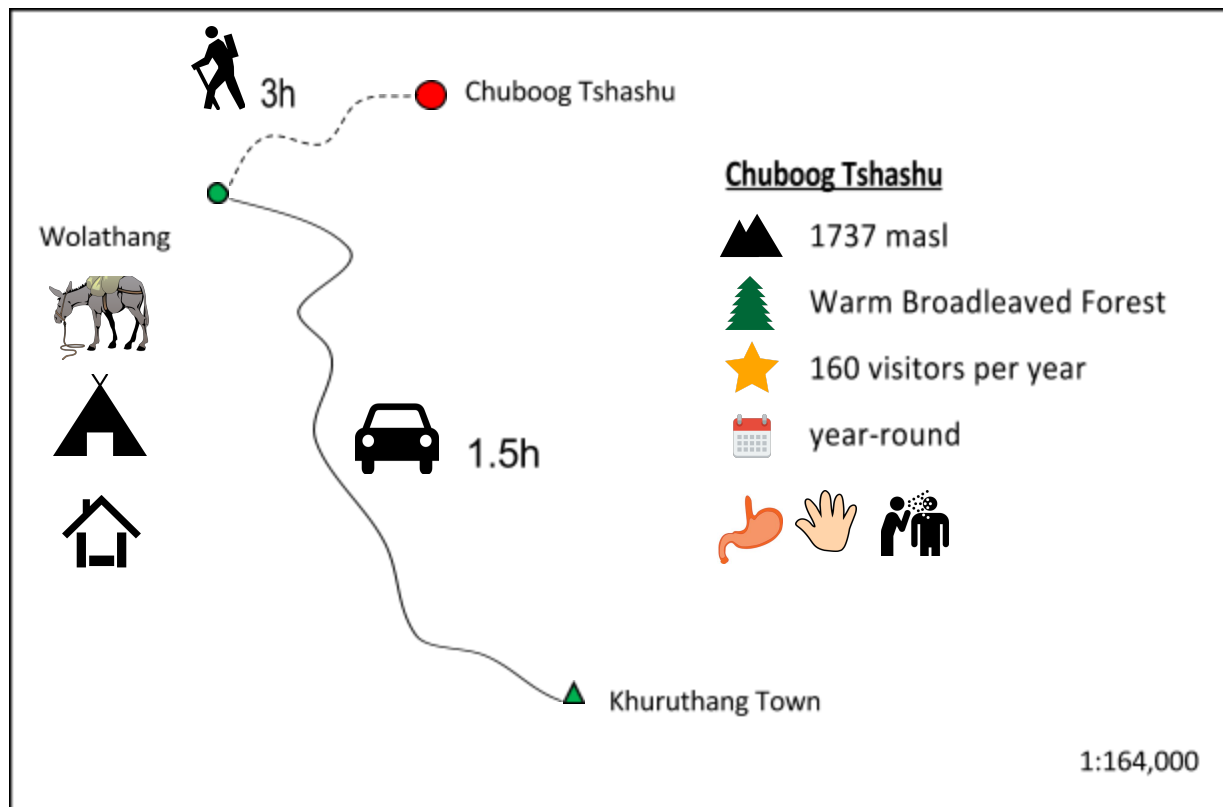 3h
Chuboog Tshashu
Wolathang
Chuboog Tshashu
1737 masl
Warm Broadleaved Forest
160 visitors per year
year-round
1.5h
Khuruthang Town
1:164,000